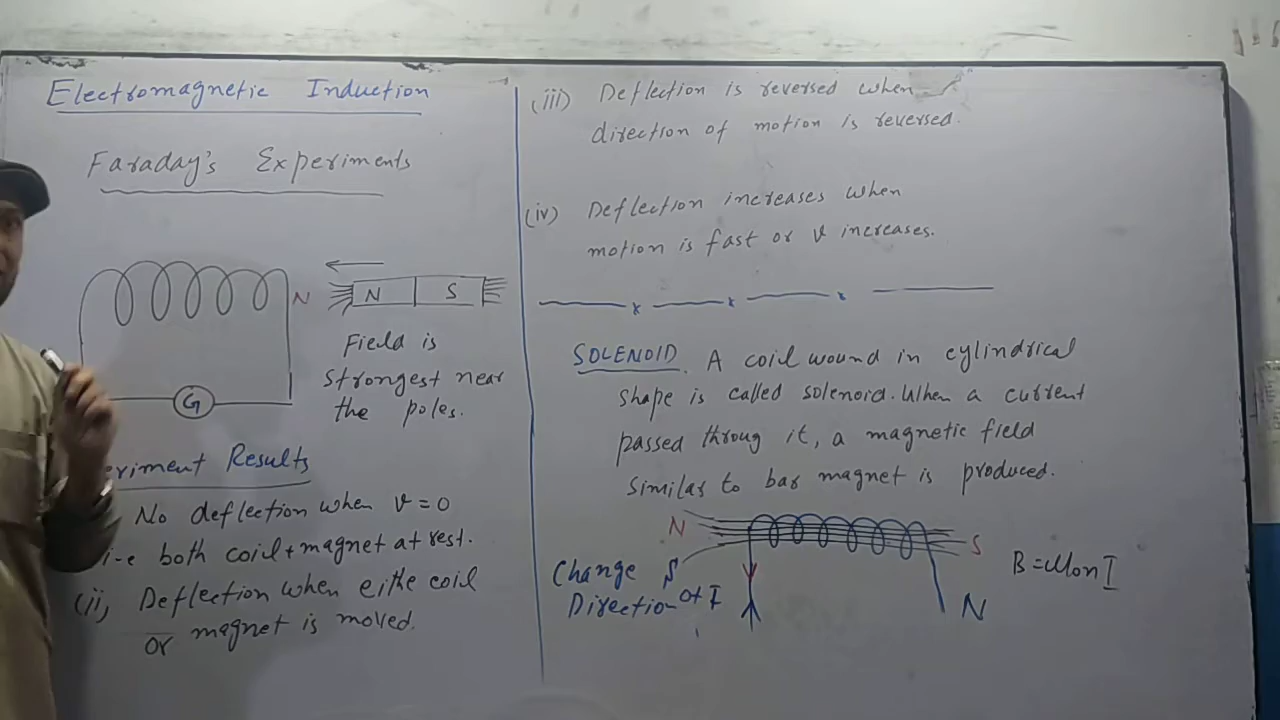 Electromagnetic Induction
Faraday's Experiments
N
N S
G
Field is
strongest near
the poles.
eriment Results
No deflection when v = 0
i-e both coil + magnet at rest.
(ii) Deflection when eithe coil
or magnet is moved.
(iii) Deflection is reversed when
direction of motion is reversed.
(iv) Deflection increases when
motion is fast or v increases.
SOLENOID. A coil wound in cylindrical
shape is called solenoid. When a current
passed throug it, a magnetic field
similar to bar magnet is produced.
N
S
Change S
Direction of I
N
B = μonI